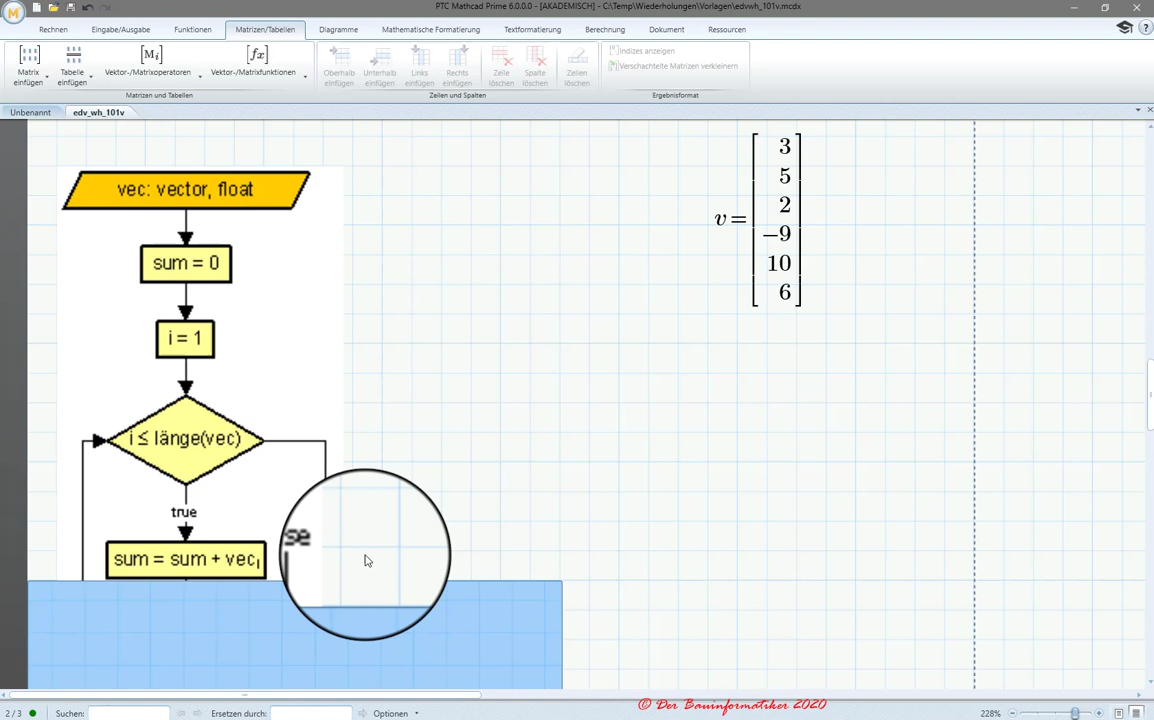 PTC Mathcad Prime 6.0.0.0 - [AKADEMISCH] - C:\Temp\Wiederholungen\Vorlagen\edvwh_101v.mcdx
Rechnen Eingabe/Ausgabe Funktionen Matrizen/Tabellen Diagramme Mathematische Formatierung Textformatierung Berechnung Dokument Ressourcen
Matrix einfügen
Tabelle einfügen
Vektor-/Matrixoperatoren
Vektor-/Matrixfunktionen
Oberhalb einfügen
Unterhalb einfügen
Links einfügen
Rechts einfügen
Zeile löschen
Spalte löschen
Zellen löschen
Indizes anzeigen
Verschachtelte Matrizen verkleinern
Matrizen und Tabellen
Zeilen und Spalten
Ergebnisformat
Unbenannt edv_wh_101v
vec: vector, float
sum = 0
i = 1
i ≤ länge(vec)
true
sum = sum + vecᵢ
se
v =
3
5
2
−9
10
6
© Der Bauinformatiker 2020
2 / 3 Suchen: Ersetzen durch: Optionen 228%